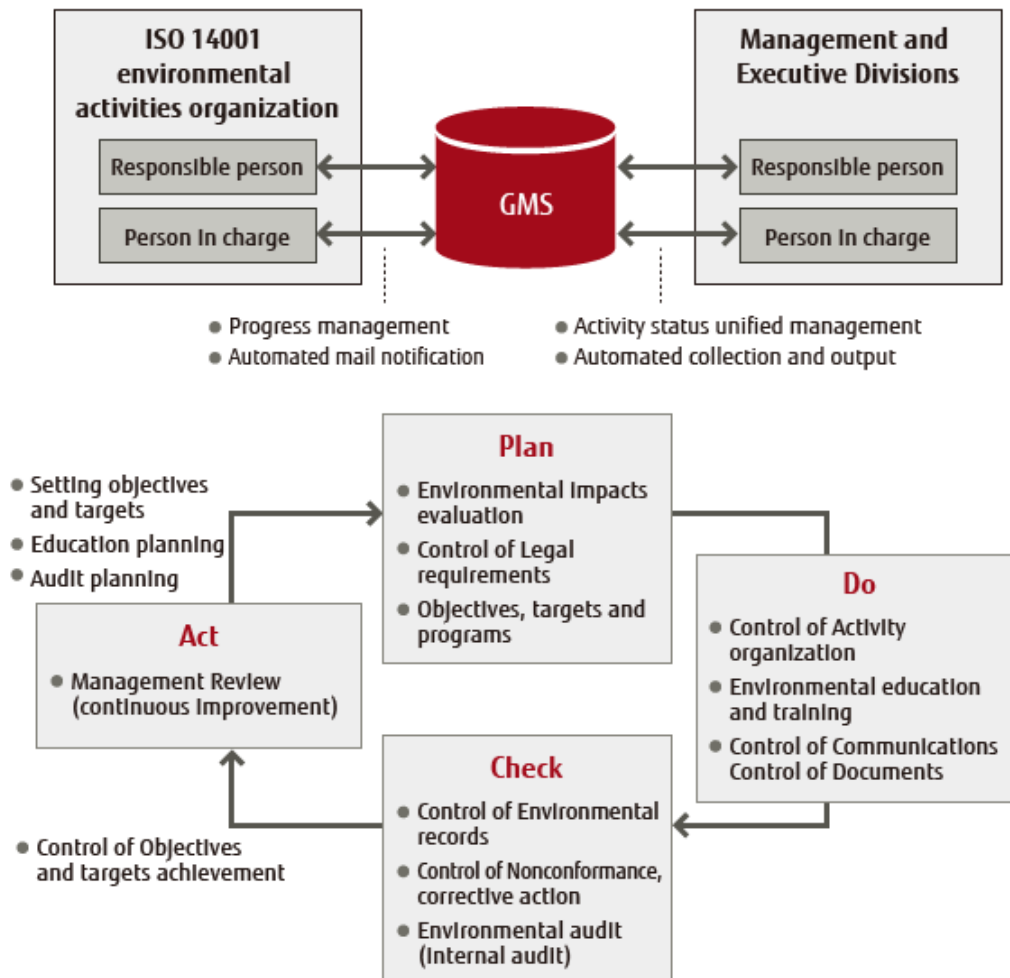 ISO 14001
environmental
activities organization
Responsible person
Person In charge
GMS
Management and
Executive Divisions
Responsible person
Person In charge
● Progress management
● Automated mail notification
● Activity status unified management
● Automated collection and output
● Setting objectives
and targets
● Education planning
● Audit planning
Plan
● Environmental Impacts
evaluation
● Control of Legal
requirements
● Objectives, targets and
programs
Do
● Control of Activity
organization
● Environmental education
and training
● Control of Communications
Control of Documents
Act
● Management Review
(continuous Improvement)
Check
● Control of Environmental
records
● Control of Nonconformance,
corrective action
● Environmental audit
(Internal audit)
● Control of Objectives
and targets achievement